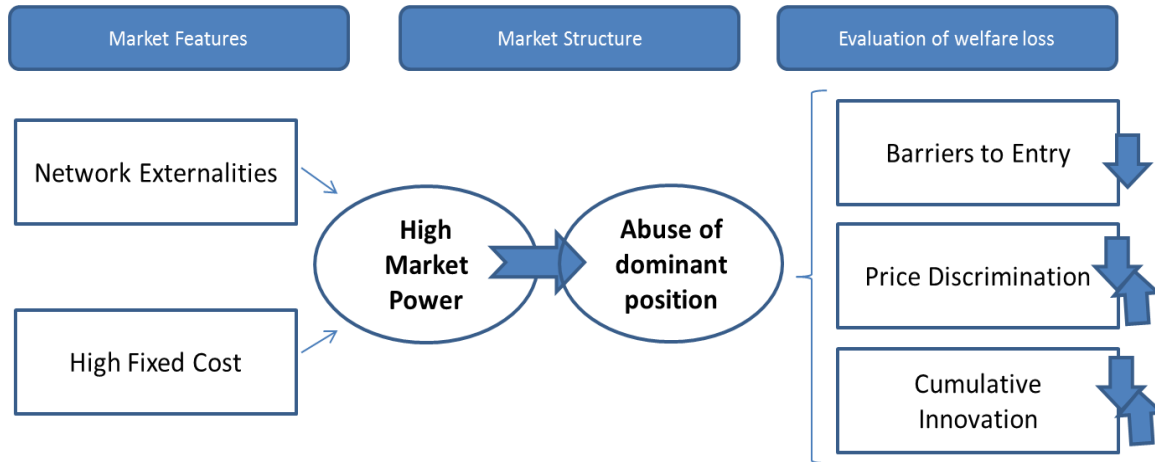 Market Features
Market Structure
Evaluation of welfare loss
Network Externalities
High Fixed Cost
High
Market
Power
Abuse of
dominant
position
Barriers to Entry
Price Discrimination
Cumulative
Innovation